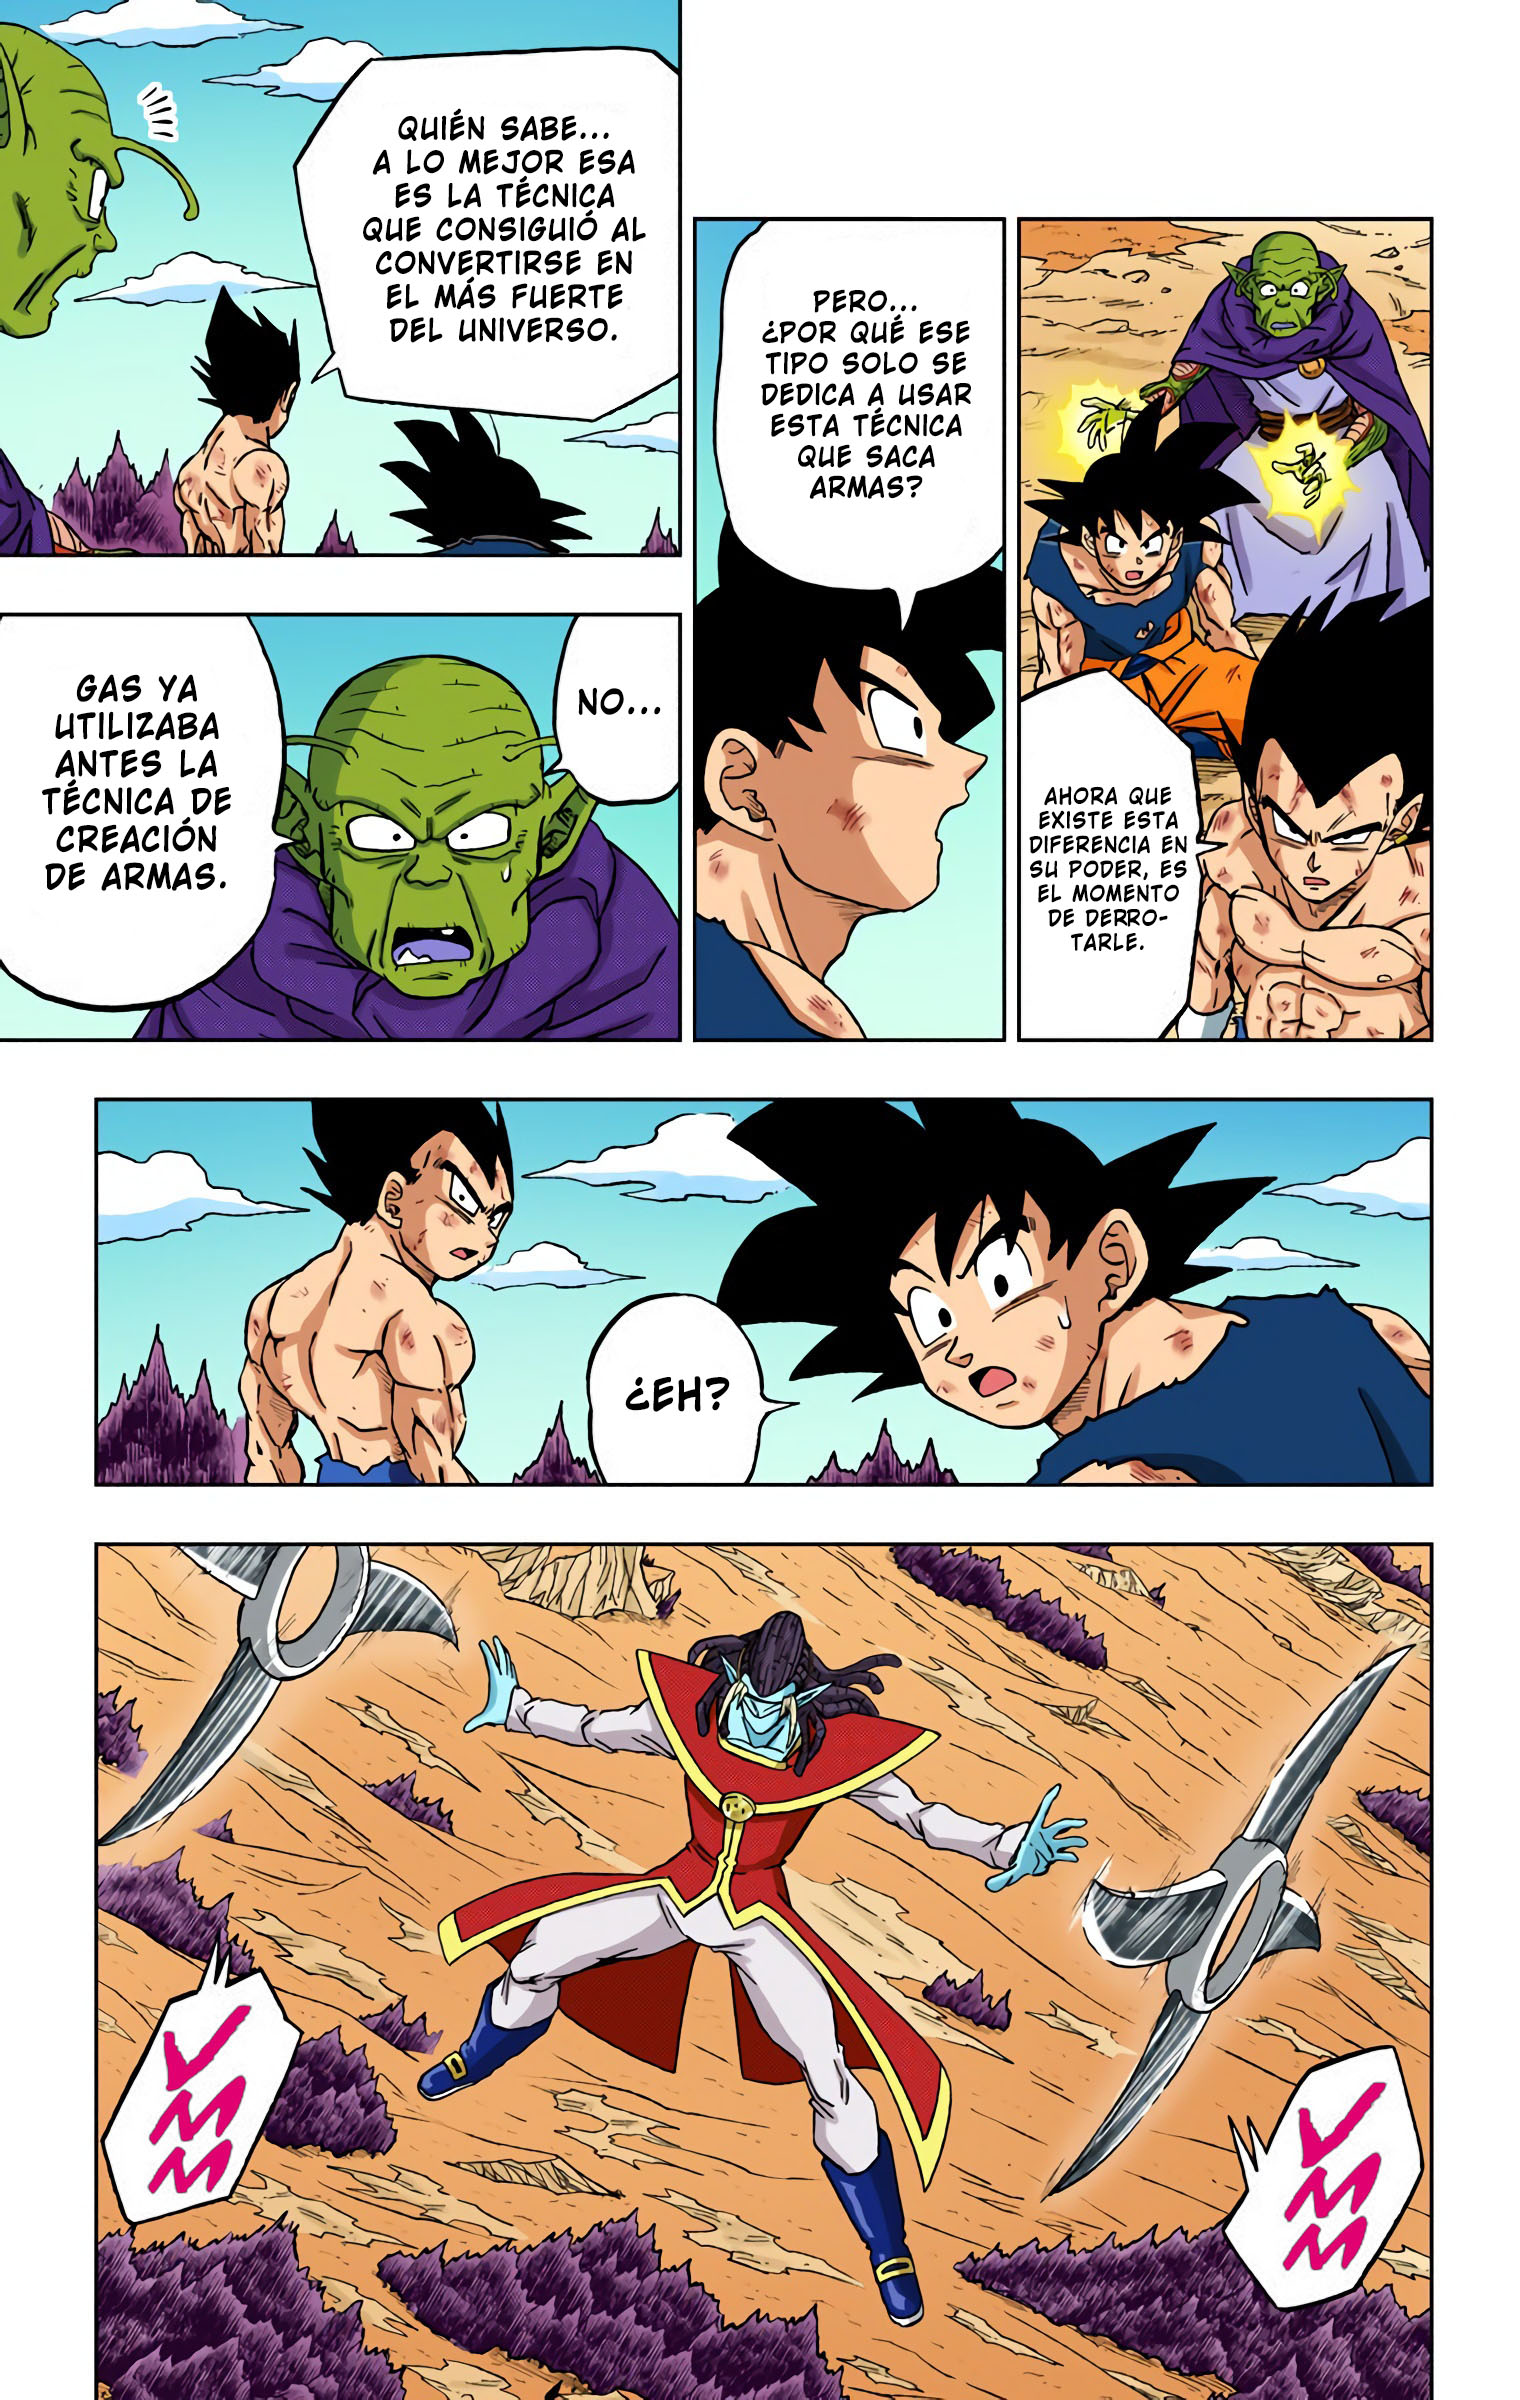 AHORA QUE
EXISTE ESTA
DIFERENCIA EN
SU PODER, ES
EL MOMENTO
DE DERRO-
TARLE.
PERO...
¿POR QUÉ ESE
TIPO SOLO SE
DEDICA A USAR
ESTA TÉCNICA
QUE SACA
ARMAS?
QUIÉN SABE...
A LO MEJOR ESA
ES LA TÉCNICA
QUE CONSIGUIÓ AL
CONVERTIRSE EN
EL MÁS FUERTE
DEL UNIVERSO.
NO...
GAS YA
UTILIZABA
ANTES LA
TÉCNICA DE
CREACIÓN
DE ARMAS.
¿EH?
VMM
VMM